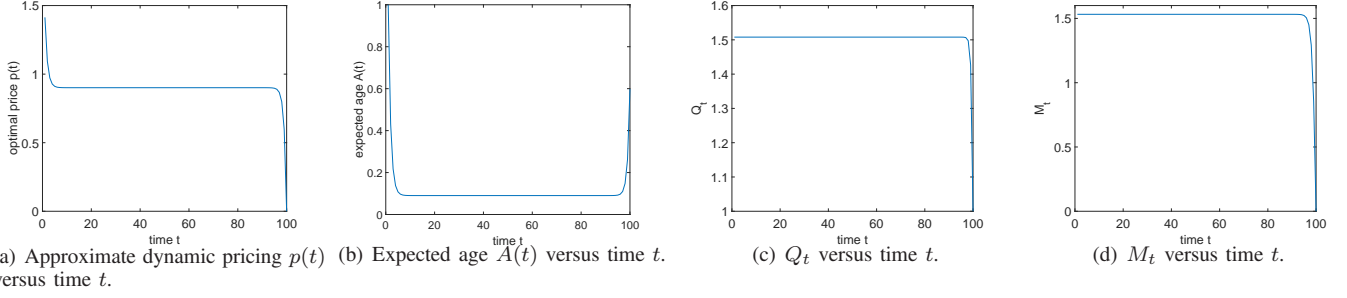 1.5
1
0.5
0
optimal price p(t)
0 20 40 60 80 100
time t
1
0.8
0.6
0.4
0.2
0
expected age A(t)
0 20 40 60 80 100
time t
1.6
1.5
1.4
1.3
1.2
1.1
1
Q_t
0 20 40 60 80 100
time t
1.5
1
0.5
0
M_t
0 20 40 60 80 100
time t
a) Approximate dynamic pricing p(t)
versus time t.
(b) Expected age A(t) versus time t.
(c) Q_t versus time t.
(d) M_t versus time t.